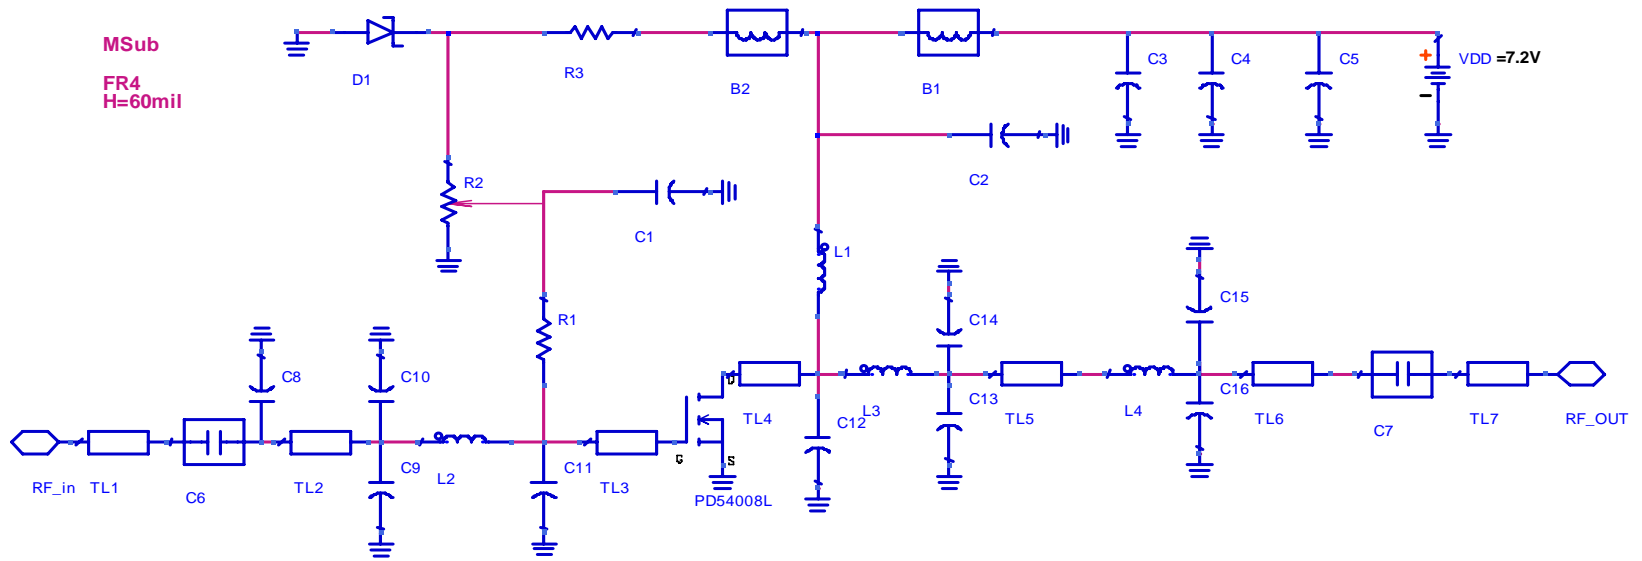 MSub
FR4
H=60mil
D1
R3
B2
B1
C3
C4
C5
+
VDD =7.2V
−
R2
C1
C2
L1
R1
C8
C10
C14
C15
D
G
S
RF_in
TL1
C6
TL2
C9
L2
C11
TL3
PD54008L
TL4
C12
L3
C13
TL5
L4
C16
TL6
C7
TL7
RF_OUT